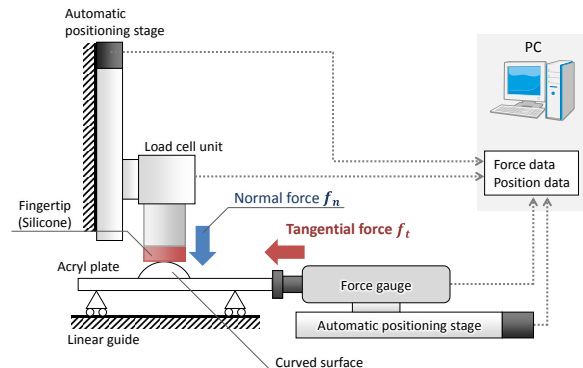 Automatic
positioning stage
PC
Load cell unit
Force data
Position data
Fingertip
(Silicone)
Normal force fn
Tangential force ft
Acryl plate
Force gauge
Automatic positioning stage
Linear guide
Curved surface